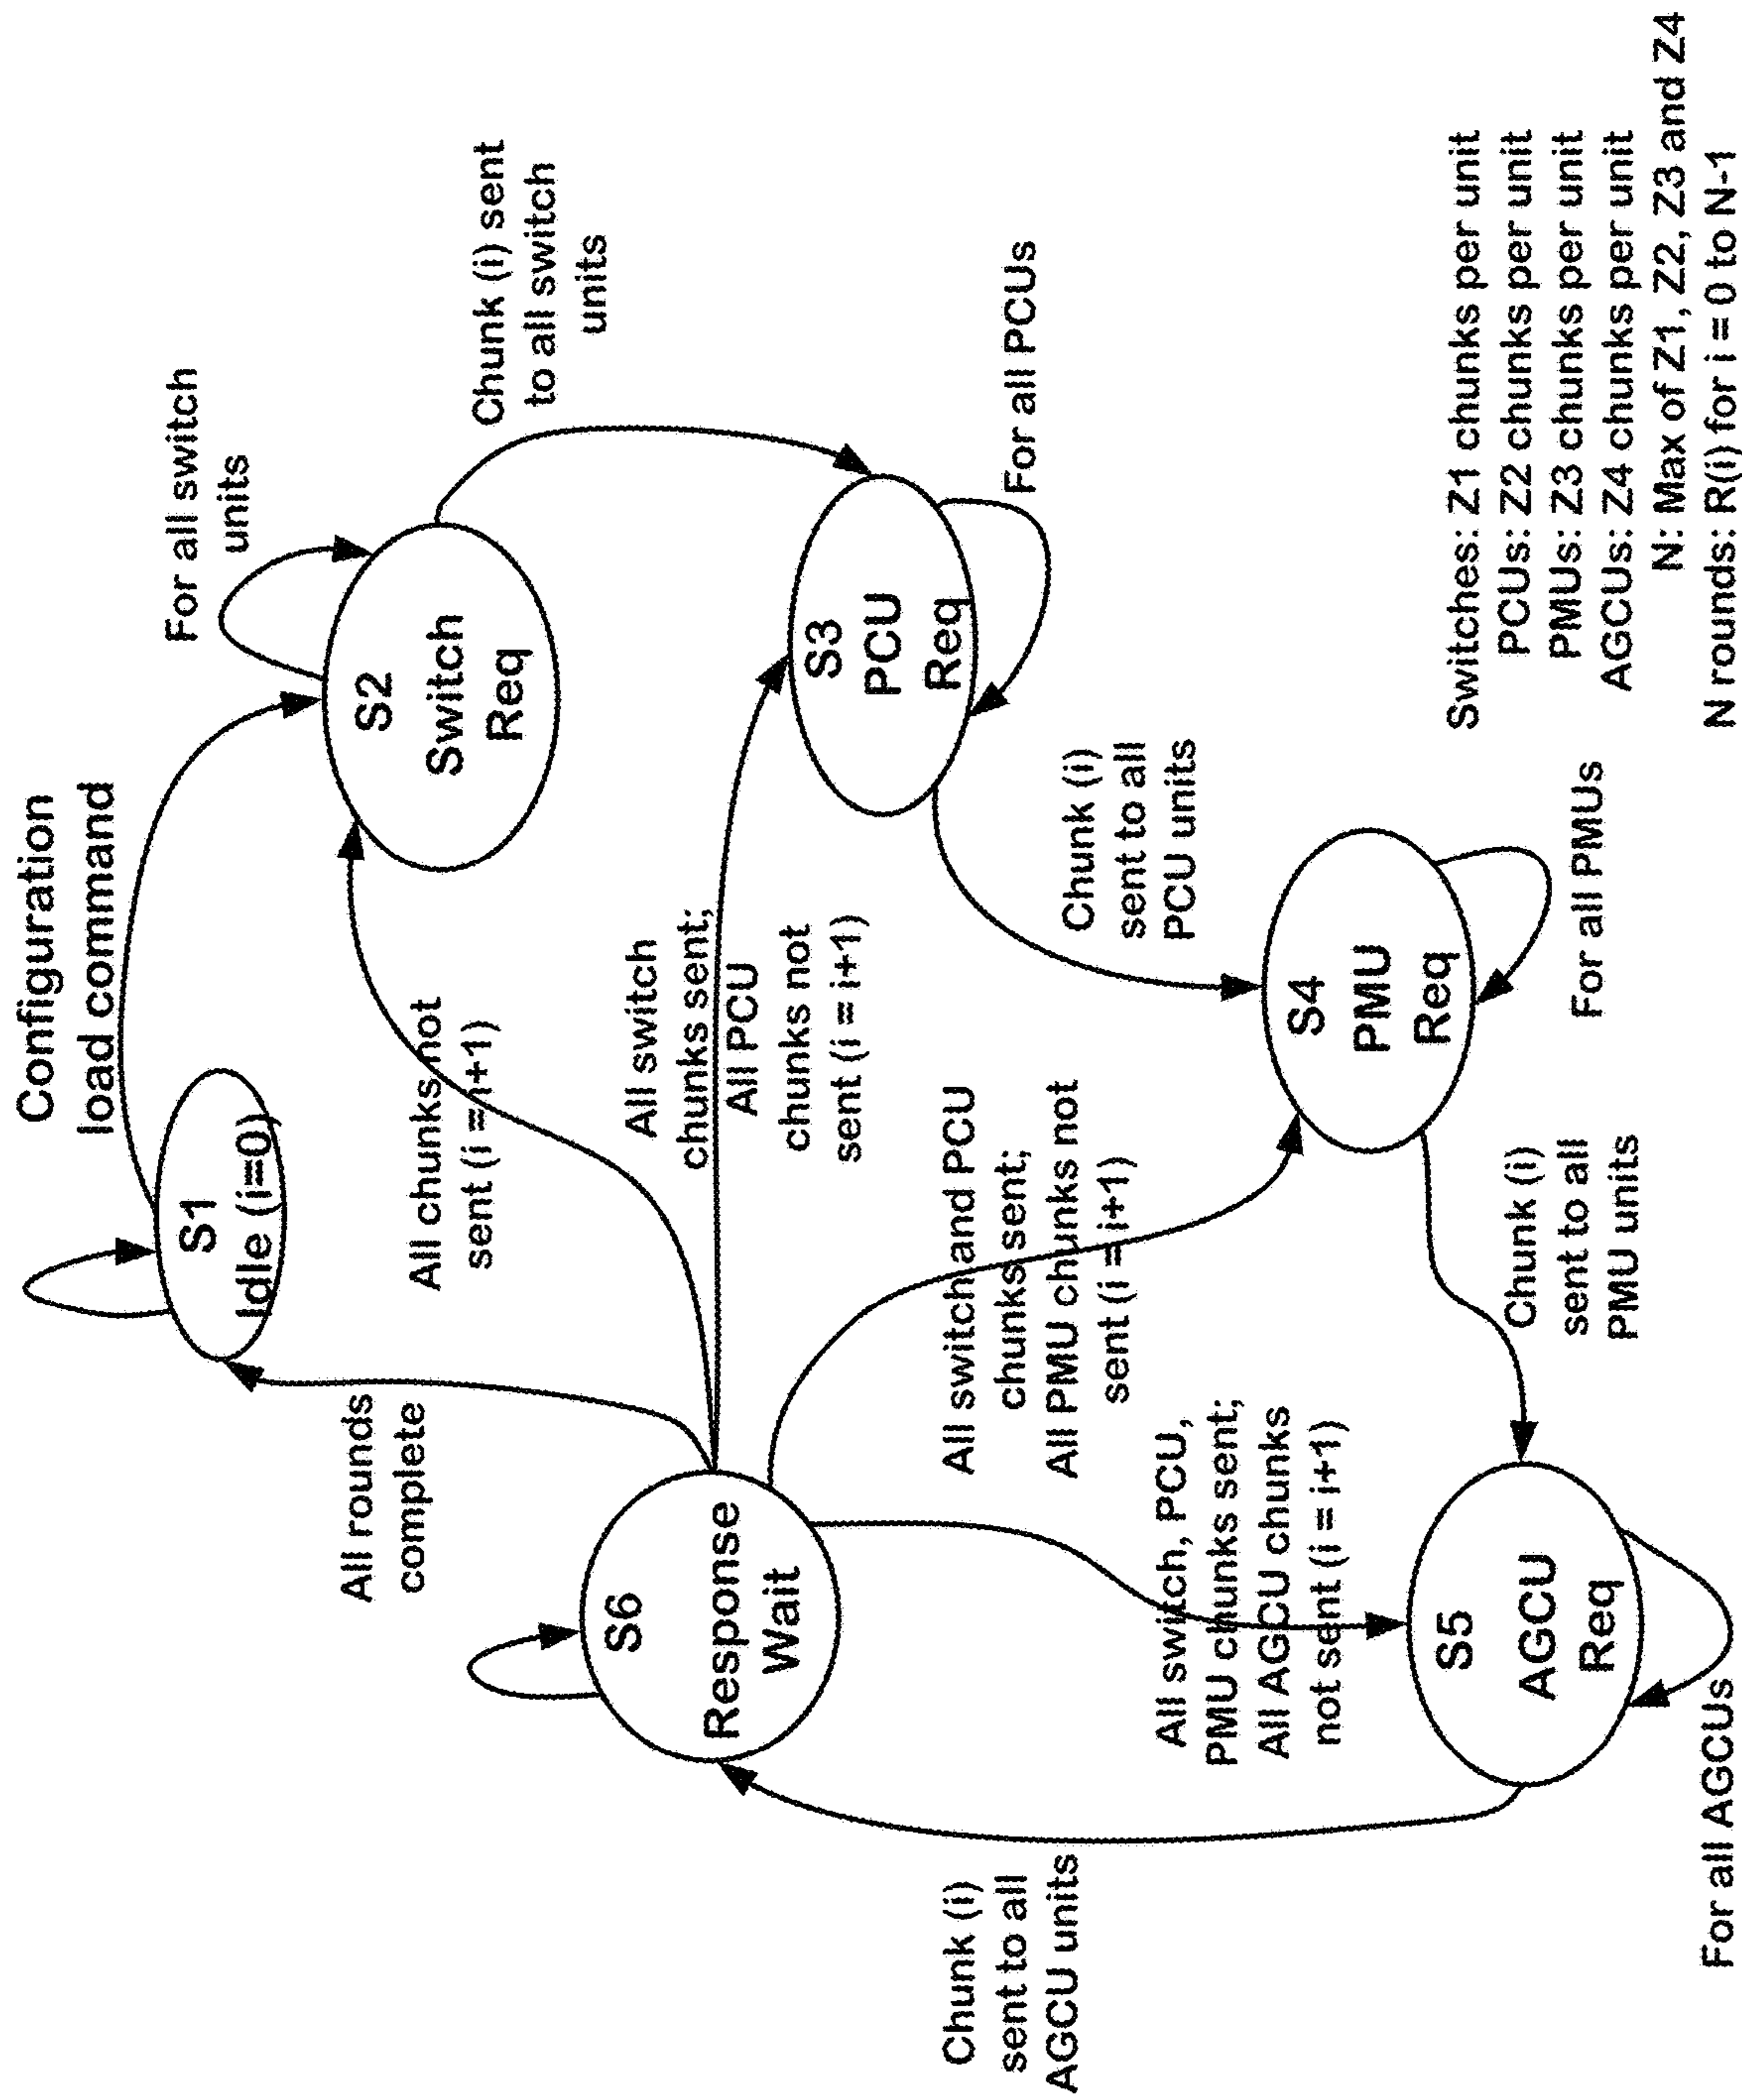 Configuration
load command
For all switch
units
S1
Idle (i=0)
S2
Switch
Req
Chunk (i) sent
to all switch
units
All rounds
complete
All chunks not
sent (i = i+1)
S6
Response
Wait
All switch
chunks sent;
All PCU
chunks not
sent (i = i+1)
S3
PCU
Req
For all PCUs
All switch and PCU
chunks sent;
All PMU chunks not
sent (i = i+1)
Chunk (i)
sent to all
PCU units
Chunk (i)
sent to all
AGCU units
All switch, PCU,
PMU chunks sent;
All AGCU chunks
not sent (i = i+1)
S4
PMU
Req
For all PMUs
S5
AGCU
Req
Chunk (i)
sent to all
PMU units
For all AGCUs
Switches: Z1 chunks per unit
PCUs: Z2 chunks per unit
PMUs: Z3 chunks per unit
AGCUs: Z4 chunks per unit
N: Max of Z1, Z2, Z3 and Z4
N rounds: R(i) for i = 0 to N-1